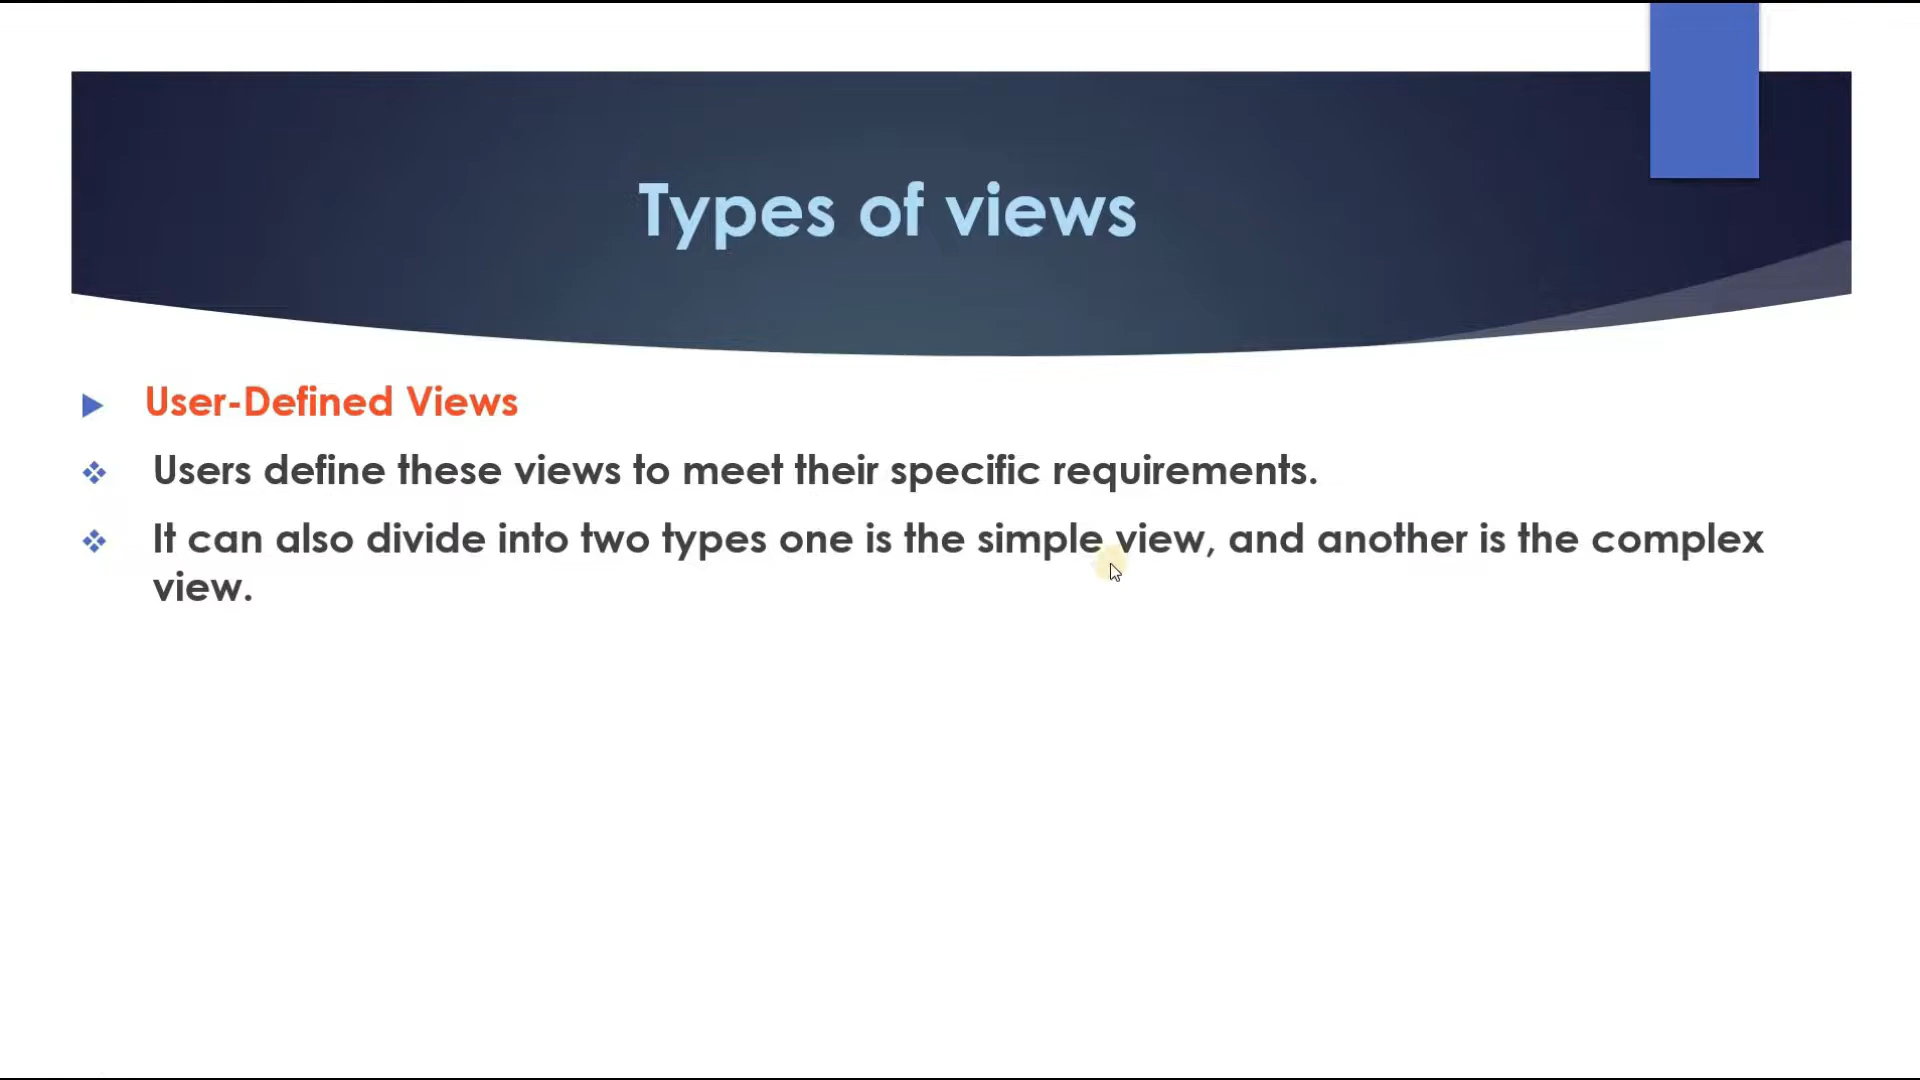 Types of views
User-Defined Views
Users define these views to meet their specific requirements.
It can also divide into two types one is the simple view, and another is the complex
view.